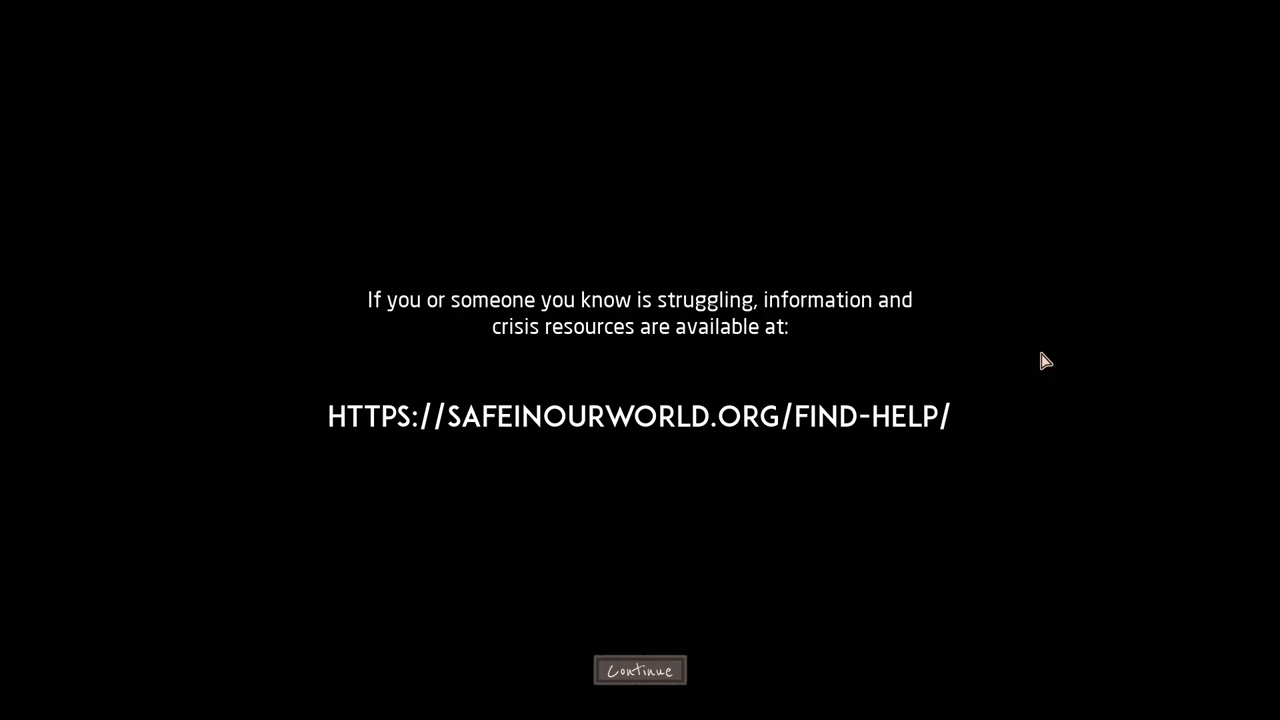 If you or someone you know is struggling, information and
crisis resources are available at:
HTTPS://SAFEINOURWORLD.ORG/FIND-HELP/
Continue